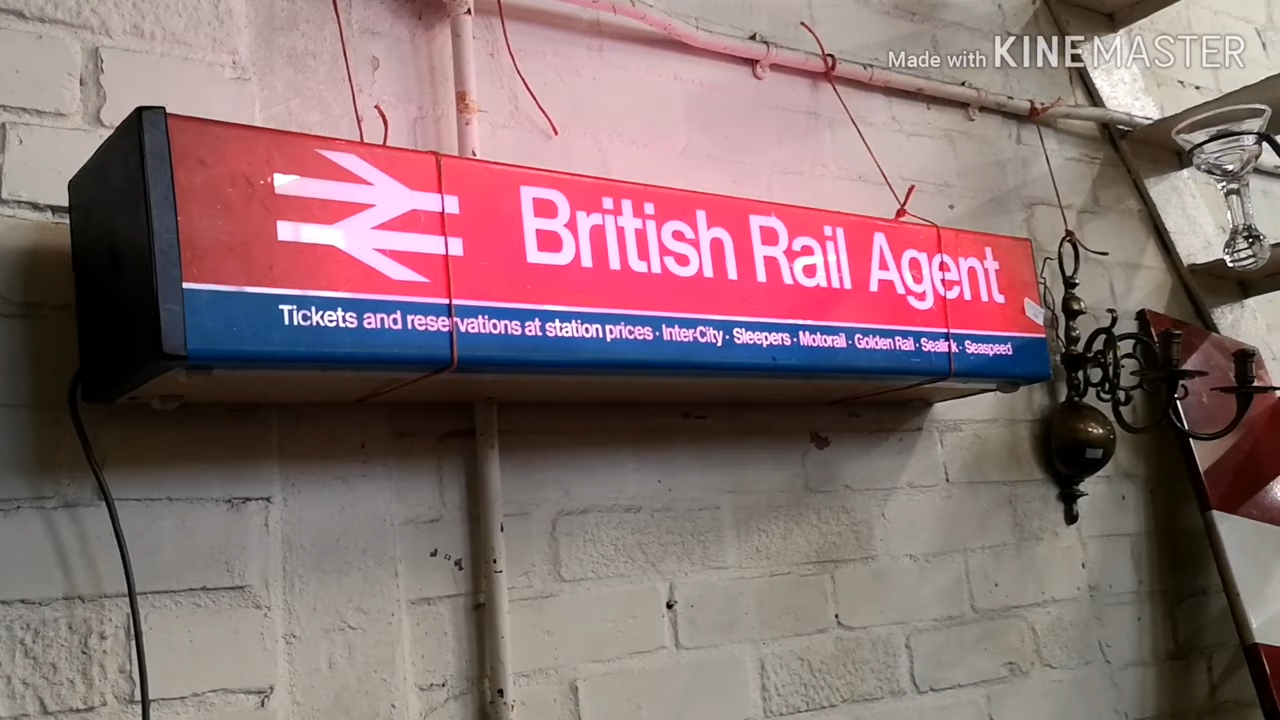 Made with KINEMASTER
British Rail Agent
Tickets and reservations at station prices · Inter-City · Sleepers · Motorail · Golden Rail · Sealink · Seaspeed